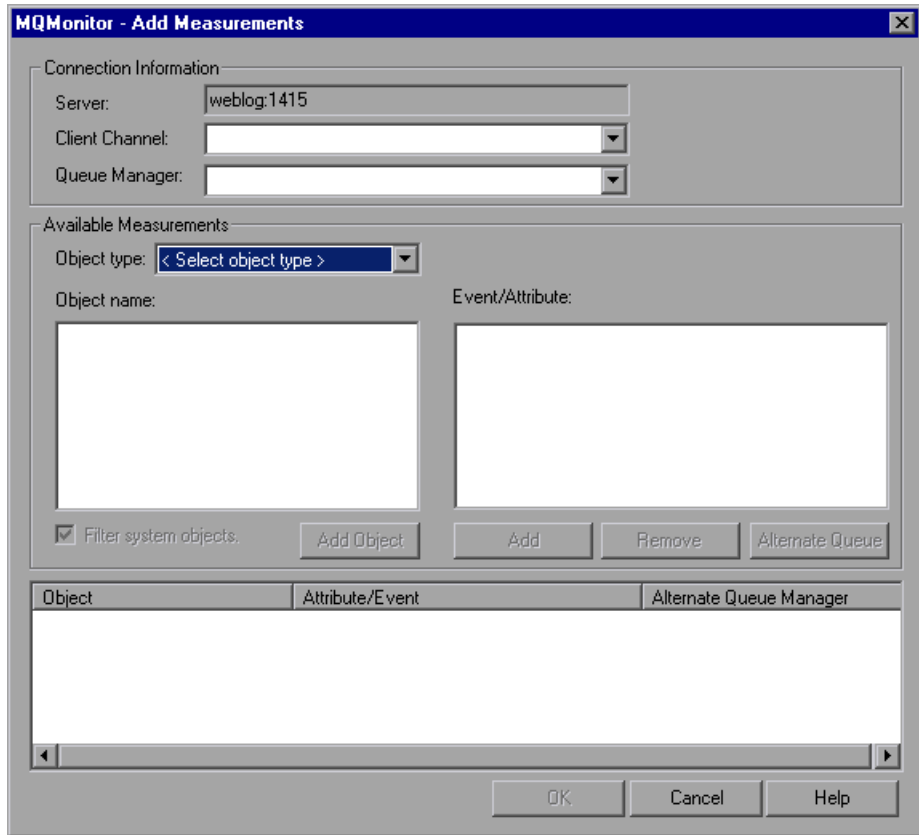 MQMonitor - Add Measurements
Connection Information
Server: weblog:1415
Client Channel:
Queue Manager:
Available Measurements
Object type: < Select object type >
Object name: Event/Attribute:
Filter system objects. Add Object Add Remove Alternate Queue
Object Attribute/Event Alternate Queue Manager
OK Cancel Help